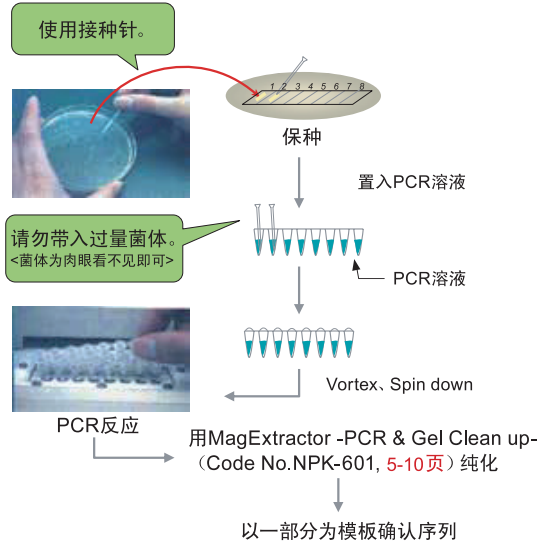 使用接种针。
1 2 3 4 5 6 7 8
保种
置入PCR溶液
请勿带入过量菌体。
<菌体为肉眼看不见即可>
PCR溶液
Vortex、Spin down
PCR反应
用MagExtractor -PCR & Gel Clean up-
（Code No.NPK-601, 5-10页）纯化
以一部分为模板确认序列